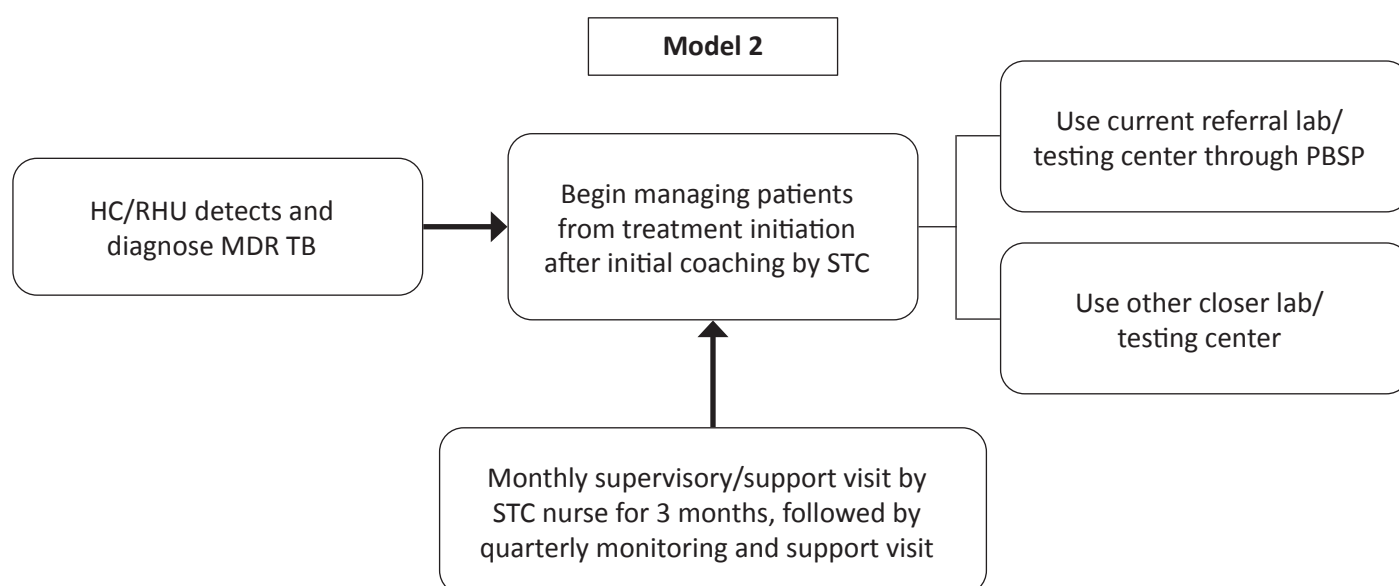 Model 2
HC/RHU detects and
diagnose MDR TB
Begin managing patients
from treatment initiation
after initial coaching by STC
Use current referral lab/
testing center through PBSP
Use other closer lab/
testing center
Monthly supervisory/support visit by
STC nurse for 3 months, followed by
quarterly monitoring and support visit